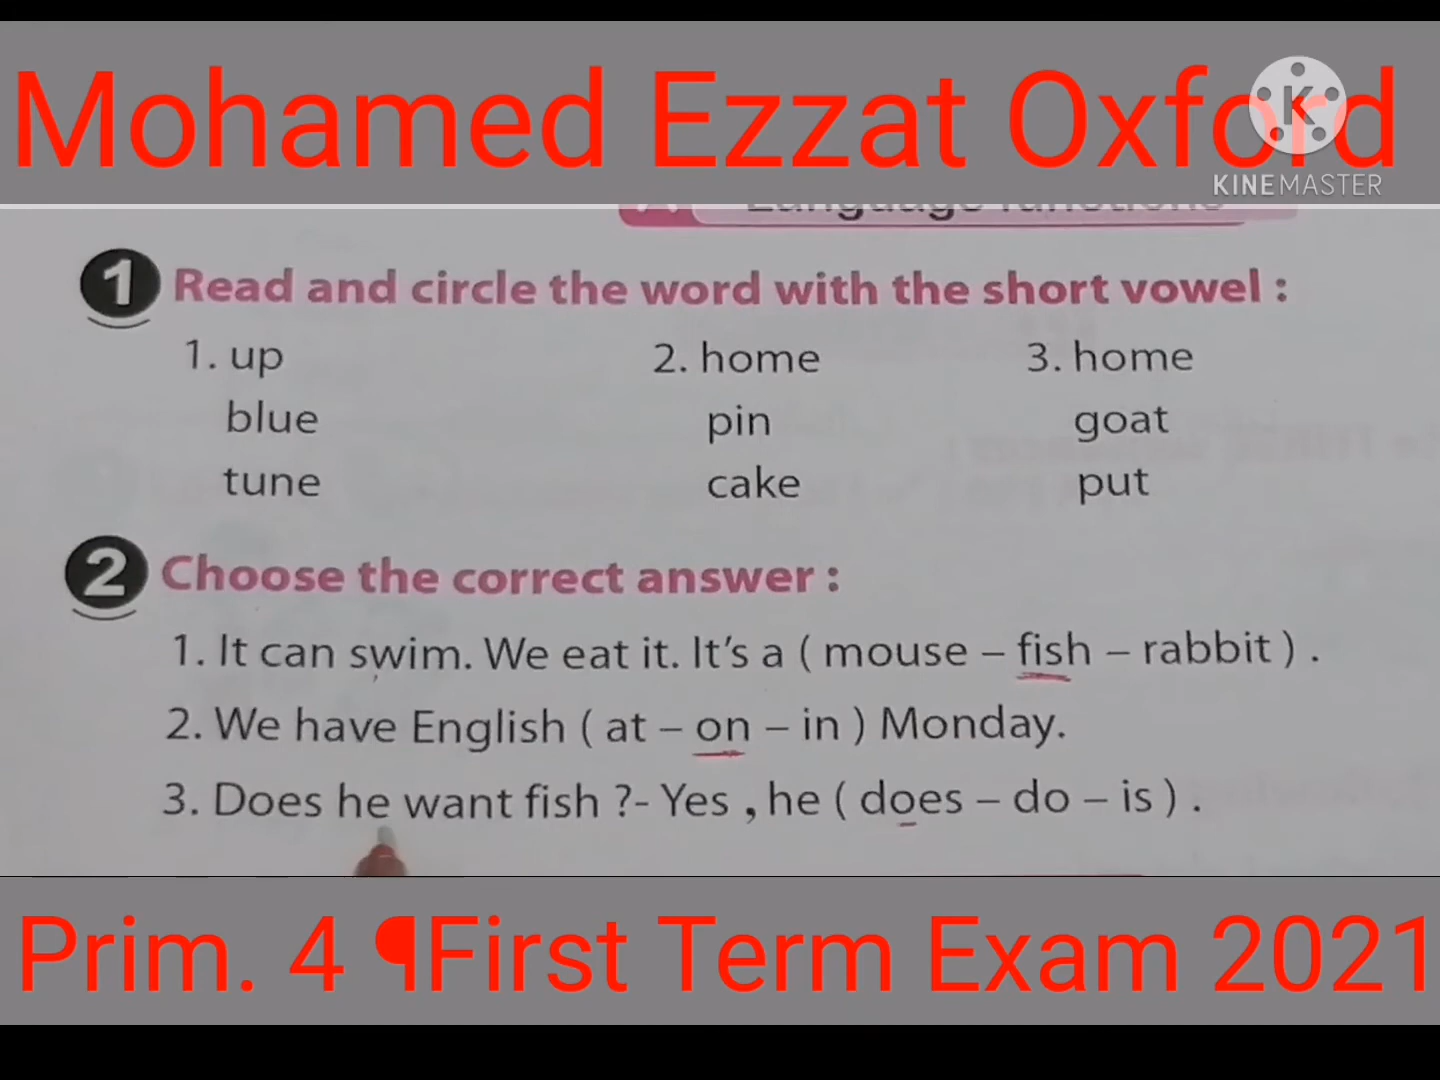 Mohamed Ezzat Oxford
KINEMASTER
Language functions
1 Read and circle the word with the short vowel :
1. up 2. home 3. home
blue pin goat
tune cake put
2 Choose the correct answer :
1. It can swim. We eat it. It's a ( mouse – fish – rabbit ) .
2. We have English ( at – on – in ) Monday.
3. Does he want fish ?- Yes , he ( does – do – is ) .
Prim. 4 ¶First Term Exam 2021